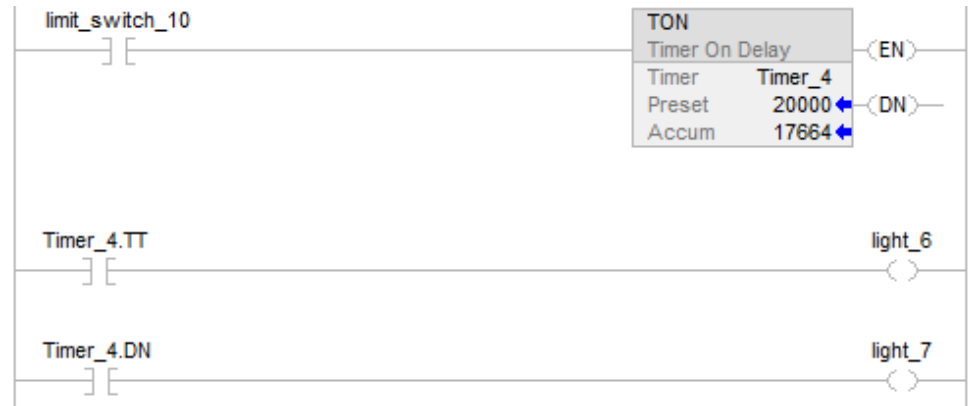 limit_switch_10
TON
Timer On Delay
EN
Timer Timer_4
Preset 20000
DN
Accum 17664
Timer_4.TT
light_6
Timer_4.DN
light_7